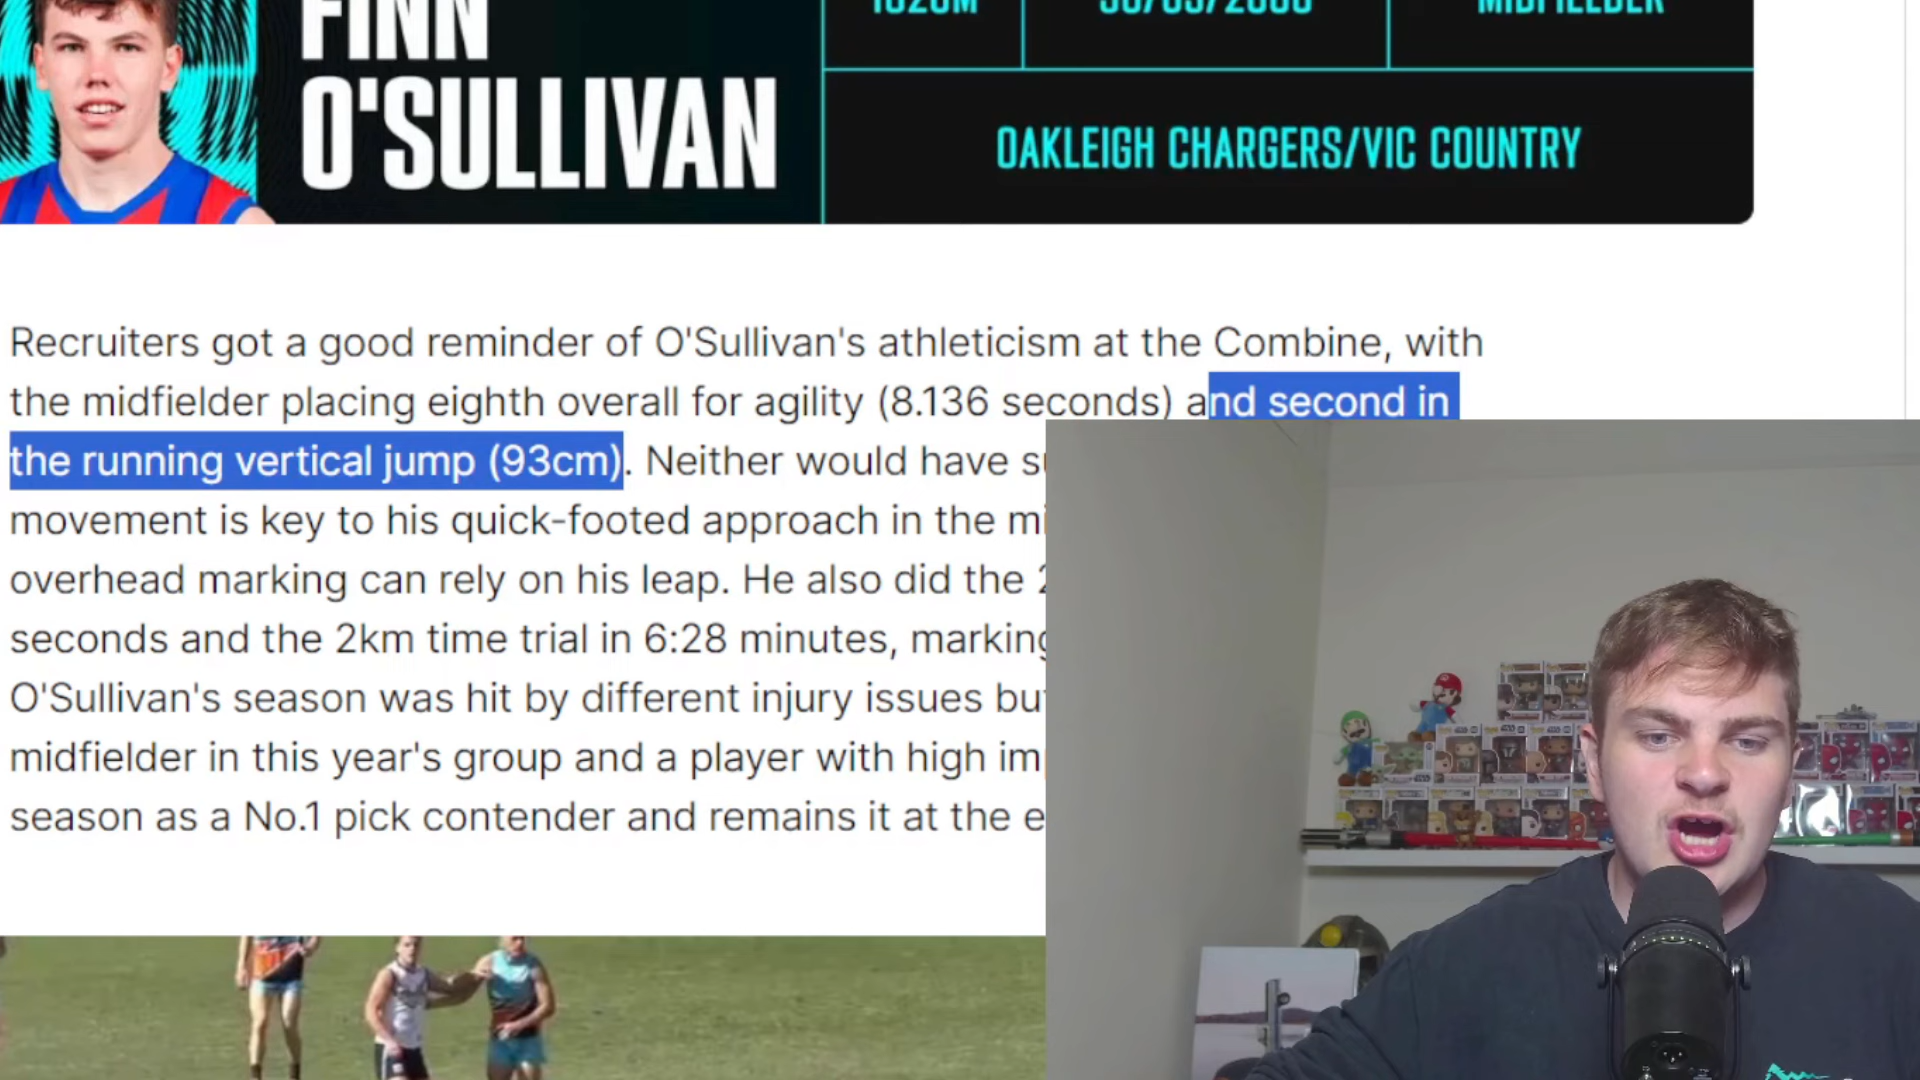 FINN
O'SULLIVAN
MIDFIELDER
OAKLEIGH CHARGERS/VIC COUNTRY
Recruiters got a good reminder of O'Sullivan's athleticism at the Combine, with
the midfielder placing eighth overall for agility (8.136 seconds) and second in
the running vertical jump (93cm). Neither would have
movement is key to his quick-footed approach in the
overhead marking can rely on his leap. He also did the
seconds and the 2km time trial in 6:28 minutes, marking
O'Sullivan's season was hit by different injury issues
midfielder in this year's group and a player with high
season as a No.1 pick contender and remains it at the